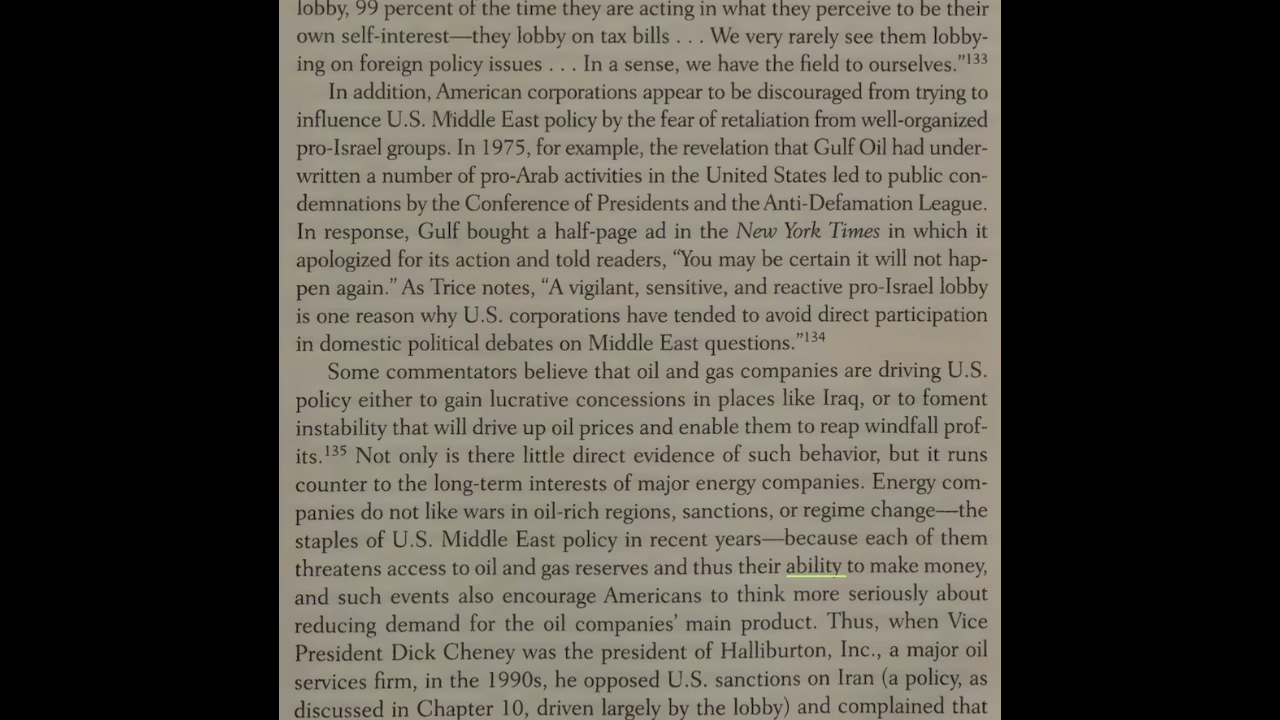 lobby, 99 percent of the time they are acting in what they perceive to be their
own self-interest—they lobby on tax bills . . . We very rarely see them lobby-
ing on foreign policy issues . . . In a sense, we have the field to ourselves.”133
In addition, American corporations appear to be discouraged from trying to
influence U.S. Middle East policy by the fear of retaliation from well-organized
pro-Israel groups. In 1975, for example, the revelation that Gulf Oil had under-
written a number of pro-Arab activities in the United States led to public con-
demnations by the Conference of Presidents and the Anti-Defamation League.
In response, Gulf bought a half-page ad in the New York Times in which it
apologized for its action and told readers, “You may be certain it will not hap-
pen again.” As Trice notes, “A vigilant, sensitive, and reactive pro-Israel lobby
is one reason why U.S. corporations have tended to avoid direct participation
in domestic political debates on Middle East questions.”134
Some commentators believe that oil and gas companies are driving U.S.
policy either to gain lucrative concessions in places like Iraq, or to foment
instability that will drive up oil prices and enable them to reap windfall prof-
its.135 Not only is there little direct evidence of such behavior, but it runs
counter to the long-term interests of major energy companies. Energy com-
panies do not like wars in oil-rich regions, sanctions, or regime change—the
staples of U.S. Middle East policy in recent years—because each of them
threatens access to oil and gas reserves and thus their ability to make money,
and such events also encourage Americans to think more seriously about
reducing demand for the oil companies’ main product. Thus, when Vice
President Dick Cheney was the president of Halliburton, Inc., a major oil
services firm, in the 1990s, he opposed U.S. sanctions on Iran (a policy, as
discussed in Chapter 10, driven largely by the lobby) and complained that